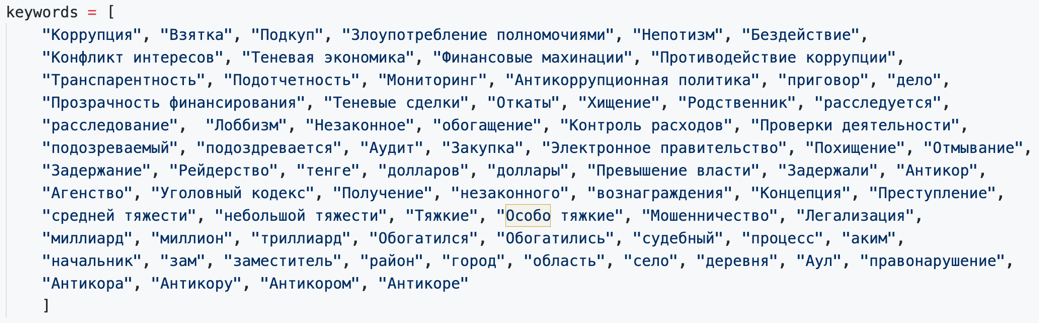 keywords = [
"Коррупция", "Взятка", "Подкуп", "Злоупотребление полномочиями", "Непотизм", "Бездействие",
"Конфликт интересов", "Теневая экономика", "Финансовые махинации", "Противодействие коррупции",
"Транспарентность", "Подотчетность", "Мониторинг", "Антикоррупционная политика", "приговор", "дело",
"Прозрачность финансирования", "Теневые сделки", "Откаты", "Хищение", "Родственник", "расследуется",
"расследование",  "Лоббизм", "Незаконное", "обогащение", "Контроль расходов", "Проверки деятельности",
"подозреваемый", "подоздревается", "Аудит", "Закупка", "Электронное правительство", "Похищение", "Отмывание",
"Задержание", "Рейдерство", "тенге", "долларов", "доллары", "Превышение власти", "Задержали", "Антикор",
"Агенство", "Уголовный кодекс", "Получение", "незаконного", "вознаграждения", "Концепция", "Преступление",
"средней тяжести", "небольшой тяжести", "Тяжкие", "Особо тяжкие", "Мошенничество", "Легализация",
"миллиард", "миллион", "триллиард", "Обогатился", "Обогатились", "судебный", "процесс", "аким",
"начальник", "зам", "заместитель", "район", "город", "область", "село", "деревня", "Аул", "правонарушение",
"Антикора", "Антикору", "Антикором", "Антикоре"
]